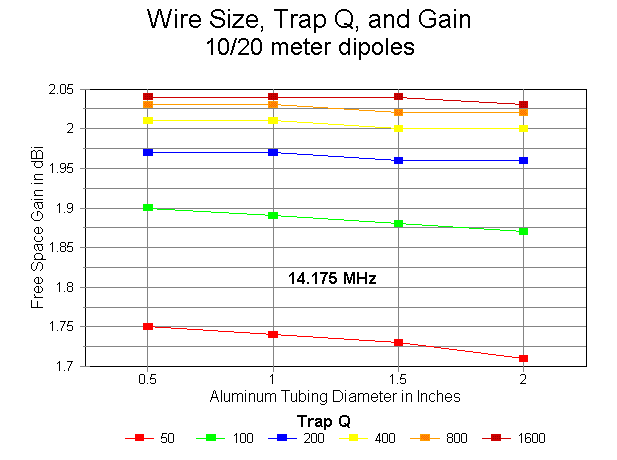 Wire Size, Trap Q, and Gain
10/20 meter dipoles
2.05
2
1.95
1.9
1.85
1.8
1.75
1.7
Free Space Gain in dBi
14.175 MHz
0.5 1 1.5 2
Aluminum Tubing Diameter in Inches
Trap Q
50 100 200 400 800 1600